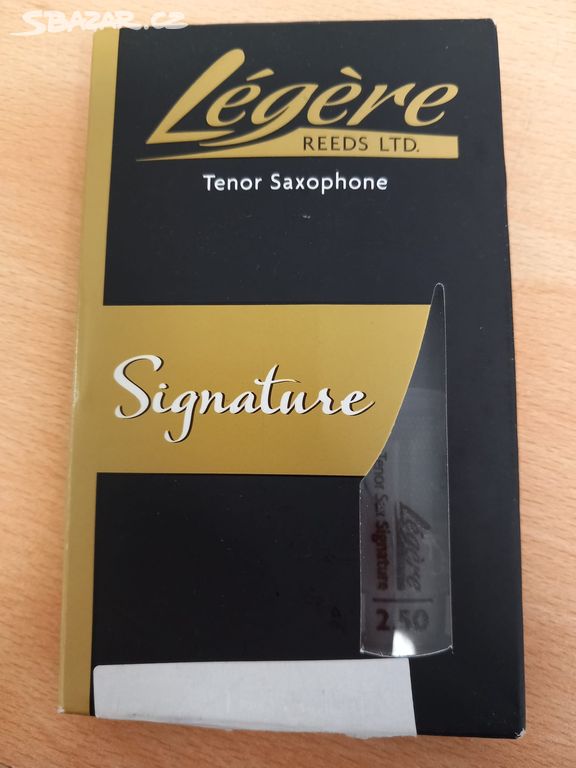 SBAZAR.CZ
Légère
REEDS LTD.
Tenor Saxophone
Signature
Légère
Tenor Sax Signature
2.50